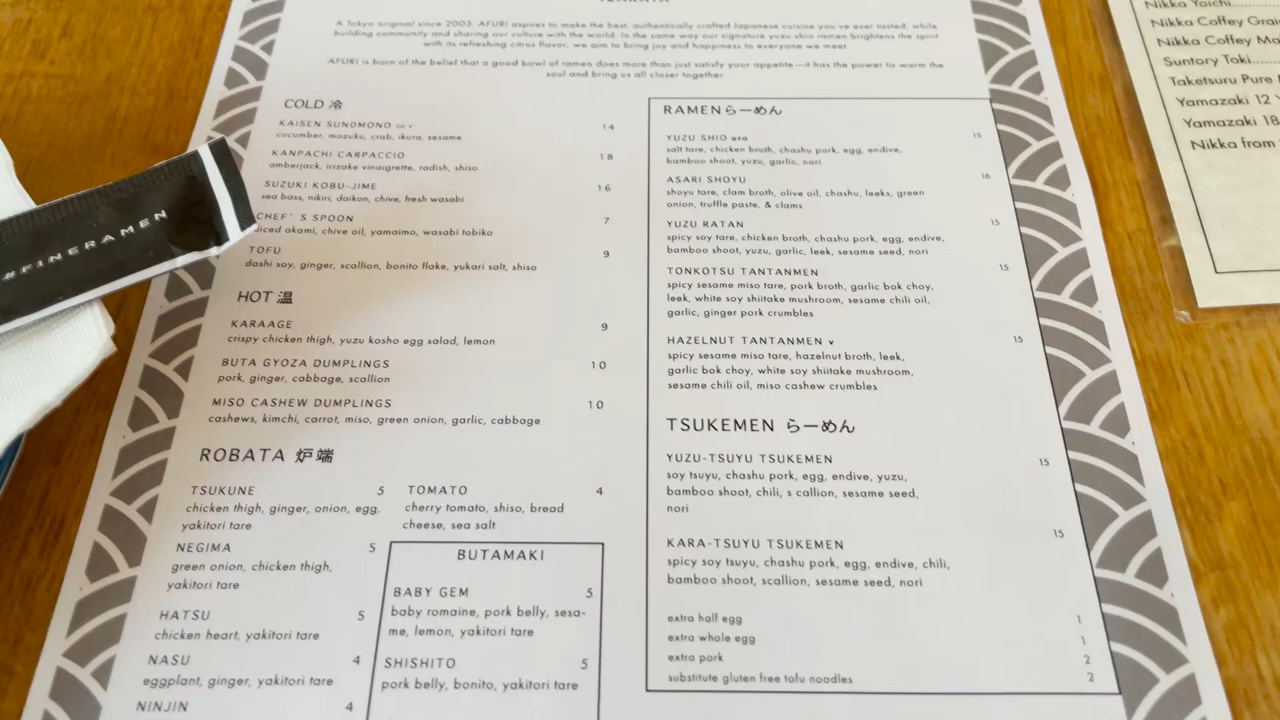 A Tokyo original since 2003, AFURI aspires to make the best, authentically crafted Japanese cuisine you've ever tasted, while
building community and sharing our culture with the world. In the same way our signature yuzu shio ramen brightens the spirit
with its refreshing citrus flavor, we aim to bring joy and happiness to everyone we meet.
AFURI is born of the belief that a good bowl of ramen does more than just satisfy your appetite—it has the power to warm the
soul and bring us all closer together.
COLD 冷
KAISEN SUNOMONO 14
cucumber, mozuku, crab, ikura, sesame
KANPACHI CARPACCIO 18
amberjack, irizake vinaigrette, radish, shiso
SUZUKI KOBU-JIME 16
sea bass, nikiri, daikon, chive, fresh wasabi
CHEF'S SPOON 7
diced akami, chive oil, yamaimo, wasabi tobiko
TOFU 9
dashi soy, ginger, scallion, bonito flake, yukari salt, shiso
HOT 温
KARAAGE 9
crispy chicken thigh, yuzu kosho egg salad, lemon
BUTA GYOZA DUMPLINGS 10
pork, ginger, cabbage, scallion
MISO CASHEW DUMPLINGS 10
cashews, kimchi, carrot, miso, green onion, garlic, cabbage
ROBATA 炉端
TSUKUNE 5
chicken thigh, ginger, onion, egg,
yakitori tare
NEGIMA 5
green onion, chicken thigh,
yakitori tare
HATSU 5
chicken heart, yakitori tare
NASU 4
eggplant, ginger, yakitori tare
NINJIN 4
TOMATO 4
cherry tomato, shiso, bread
cheese, sea salt
BUTAMAKI
BABY GEM 5
baby romaine, pork belly, sesa-
me, lemon, yakitori tare
SHISHITO 5
pork belly, bonito, yakitori tare
RAMEN らーめん
YUZU SHIO 15
salt tare, chicken broth, chashu pork, egg, endive,
bamboo shoot, yuzu, garlic, nori
ASARI SHOYU 16
shoyu tare, clam broth, olive oil, chashu, leeks, green
onion, truffle paste, & clams
YUZU RATAN 15
spicy soy tare, chicken broth, chashu pork, egg, endive,
bamboo shoot, yuzu, garlic, leek, sesame seed, nori
TONKOTSU TANTANMEN 15
spicy sesame miso tare, pork broth, garlic bok choy,
leek, white soy shiitake mushroom, sesame chili oil,
garlic, ginger pork crumbles
HAZELNUT TANTANMEN v 15
spicy sesame miso tare, hazelnut broth, leek,
garlic bok choy, white soy shiitake mushroom,
sesame chili oil, miso cashew crumbles
TSUKEMEN らーめん
YUZU-TSUYU TSUKEMEN 15
soy tsuyu, chashu pork, egg, endive, yuzu,
bamboo shoot, chili, s callion, sesame seed,
nori
KARA-TSUYU TSUKEMEN 15
spicy soy tsuyu, chashu pork, egg, endive, chili,
bamboo shoot, scallion, sesame seed, nori
extra half egg 1
extra whole egg 1
extra pork 2
substitute gluten free tofu noodles 2
#FINERAMEN
Nikka Yoichi
Nikka Coffey Grai
Nikka Coffey Ma
Suntory Toki
Taketsuru Pure
Yamazaki 12
Yamazaki 18
Nikka from